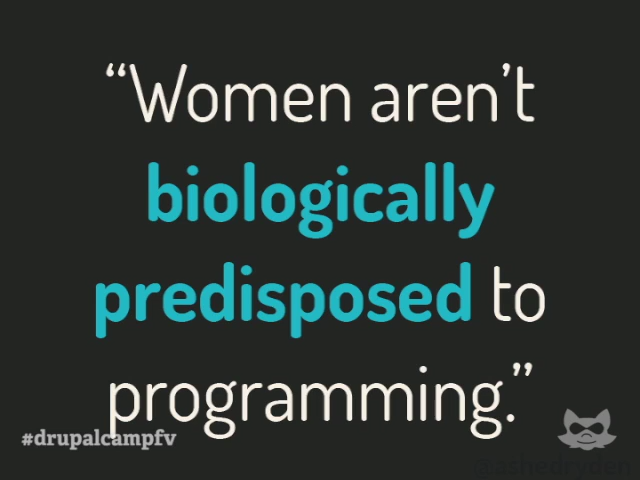 “Women aren’t
biologically
predisposed to
programming.”
#drupalcampfv